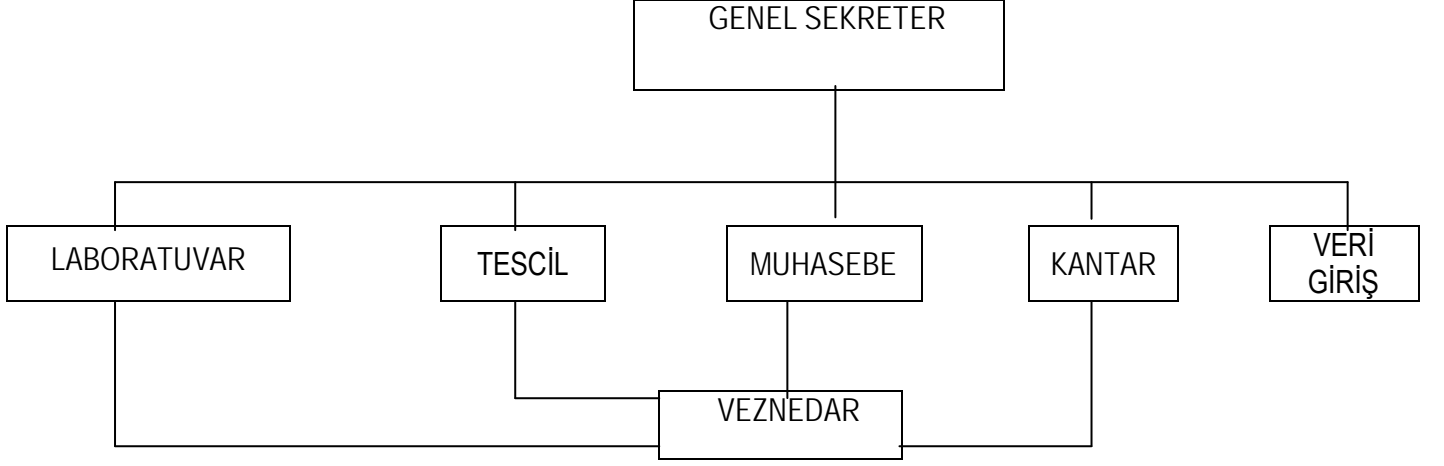 GENEL SEKRETER
LABORATUVAR
TESCİL
MUHASEBE
KANTAR
VERİ
GİRİŞ
VEZNEDAR